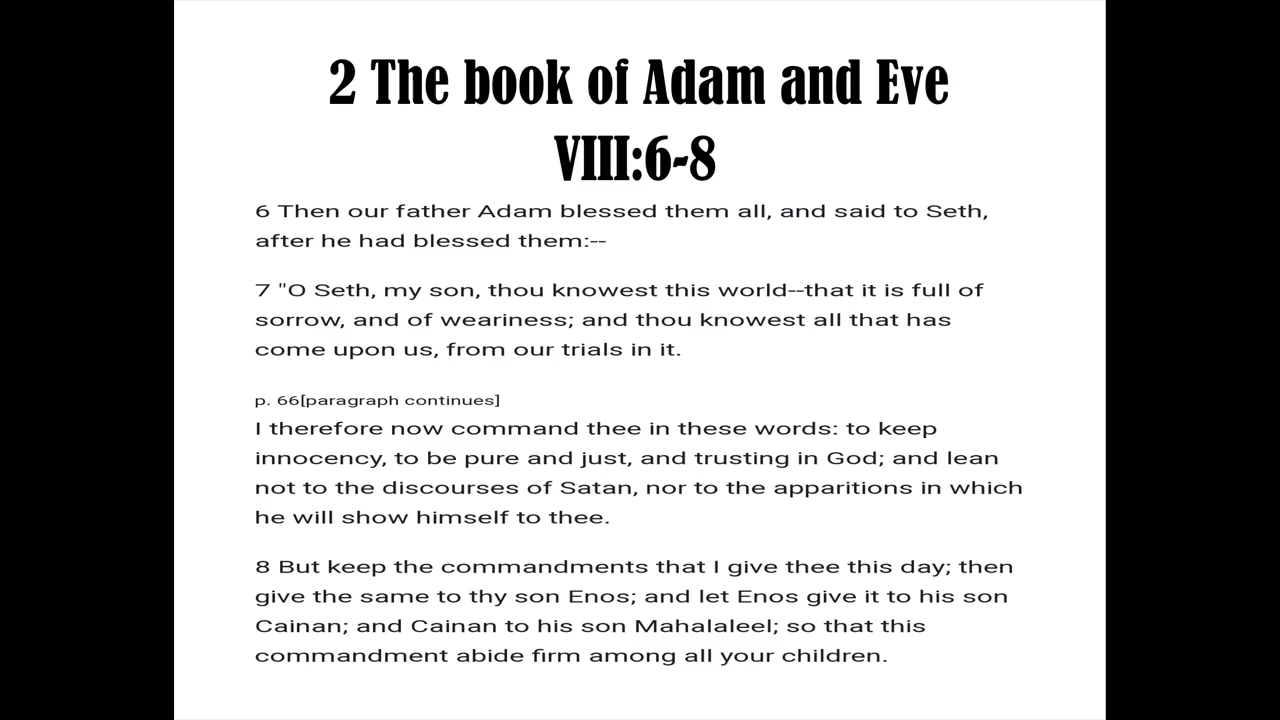 2 The book of Adam and Eve
VIII:6-8
6 Then our father Adam blessed them all, and said to Seth,
after he had blessed them:--
7 "O Seth, my son, thou knowest this world--that it is full of
sorrow, and of weariness; and thou knowest all that has
come upon us, from our trials in it.
p. 66[paragraph continues]
I therefore now command thee in these words: to keep
innocency, to be pure and just, and trusting in God; and lean
not to the discourses of Satan, nor to the apparitions in which
he will show himself to thee.
8 But keep the commandments that I give thee this day; then
give the same to thy son Enos; and let Enos give it to his son
Cainan; and Cainan to his son Mahalaleel; so that this
commandment abide firm among all your children.